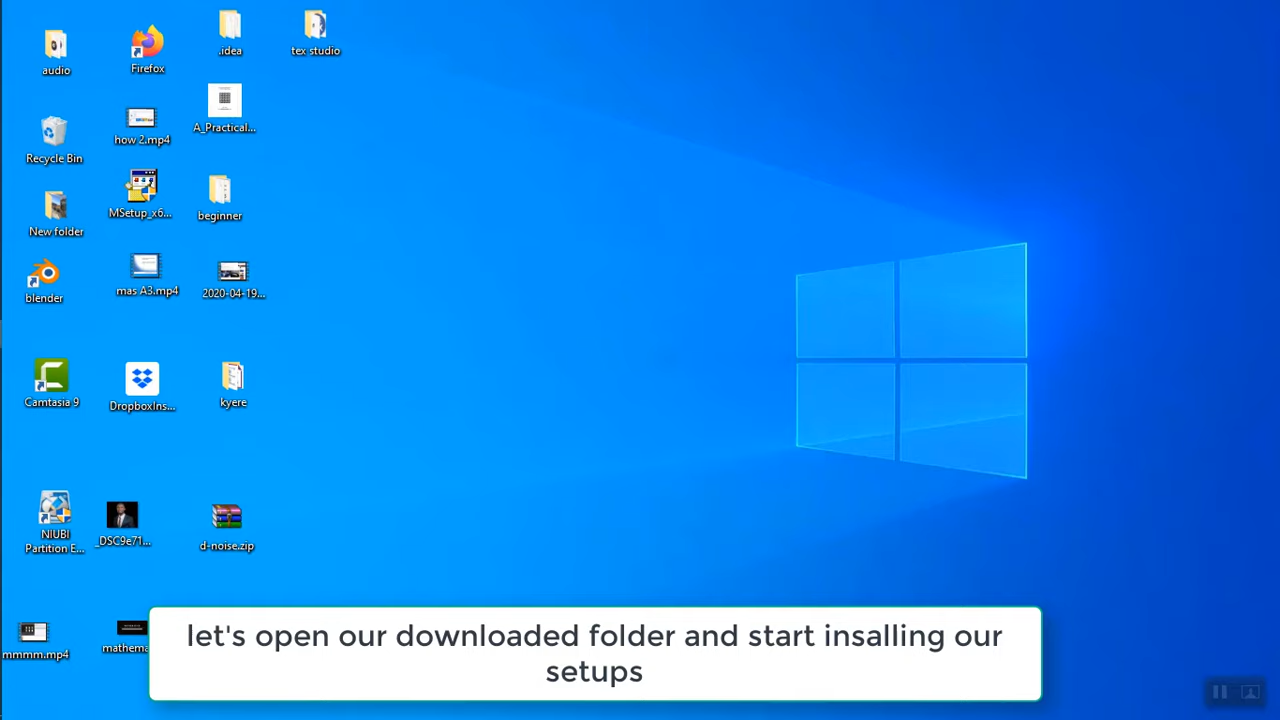 audio
Firefox
.idea
tex studio
how 2.mp4
A_Practical...
Recycle Bin
MSetup_x6...
beginner
New folder
mas A3.mp4
2020-04-19...
blender
Camtasia 9
DropboxIns...
kyere
NIUBI
Partition E...
_DSC9e71...
d-noise.zip
mmmm.mp4
mathema
let's open our downloaded folder and start insalling our
setups